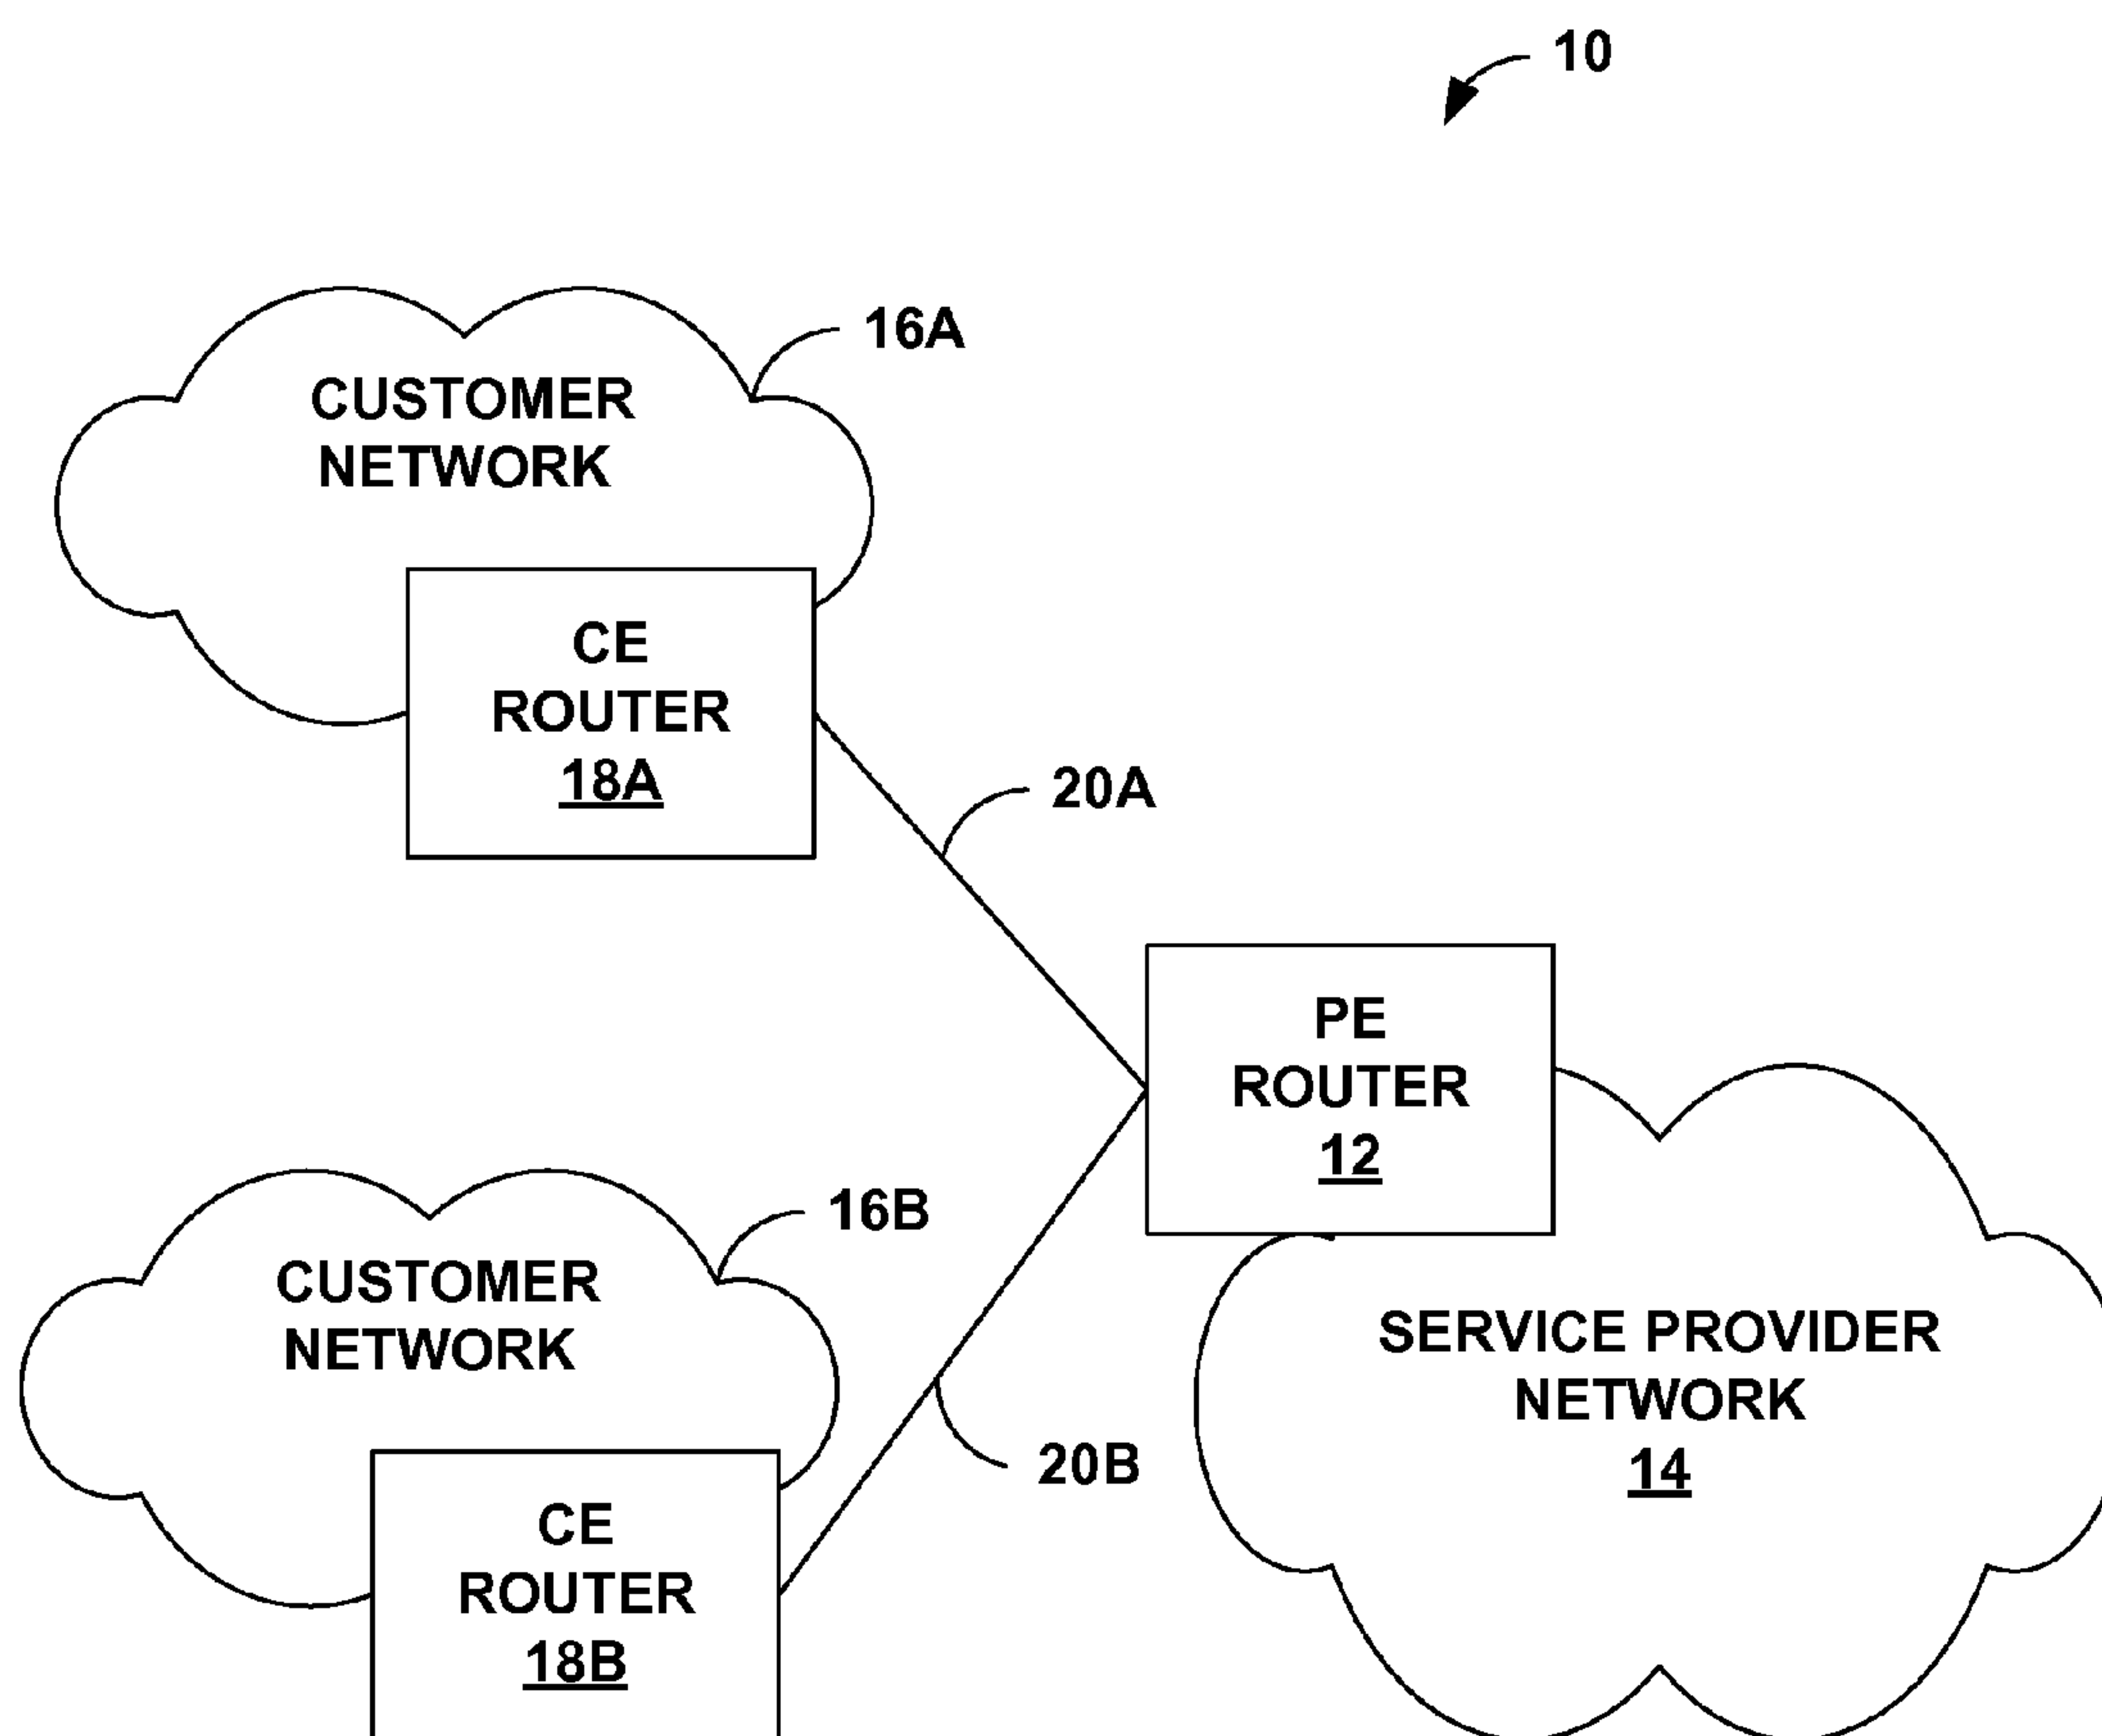 10
16A
CUSTOMER
NETWORK
CE
ROUTER
18A
20A
PE
ROUTER
12
16B
CUSTOMER
NETWORK
SERVICE PROVIDER
NETWORK
14
20B
CE
ROUTER
18B